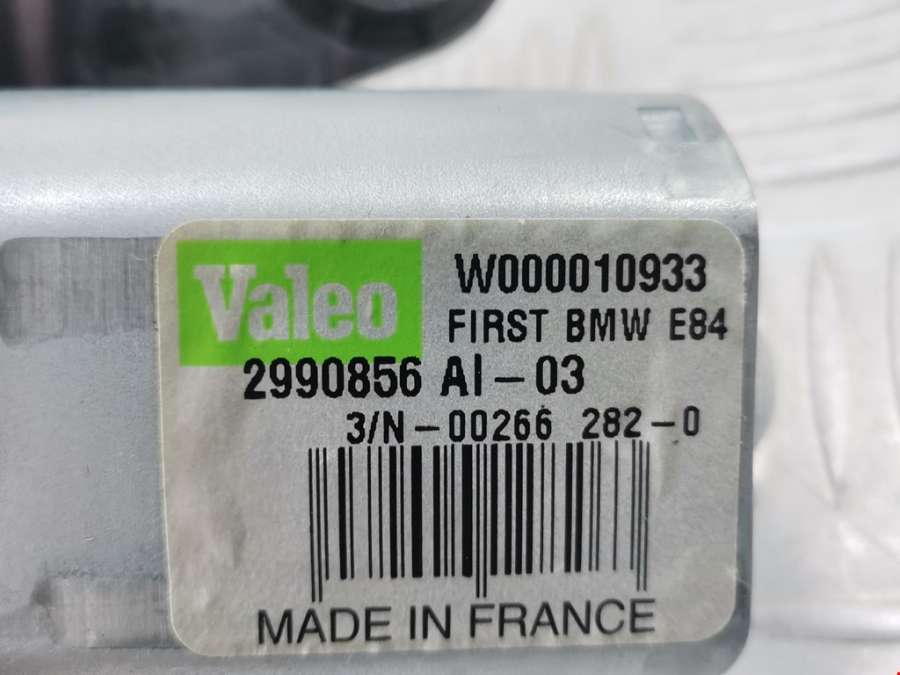 Valeo
W000010933
FIRST BMW E84
2990856 AI-03
3/N-00266 282-0
MADE IN FRANCE